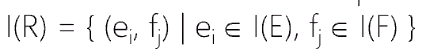 I(R) = { (eᵢ, fⱼ) | eᵢ ∈ I(E), fⱼ ∈ I(F) }